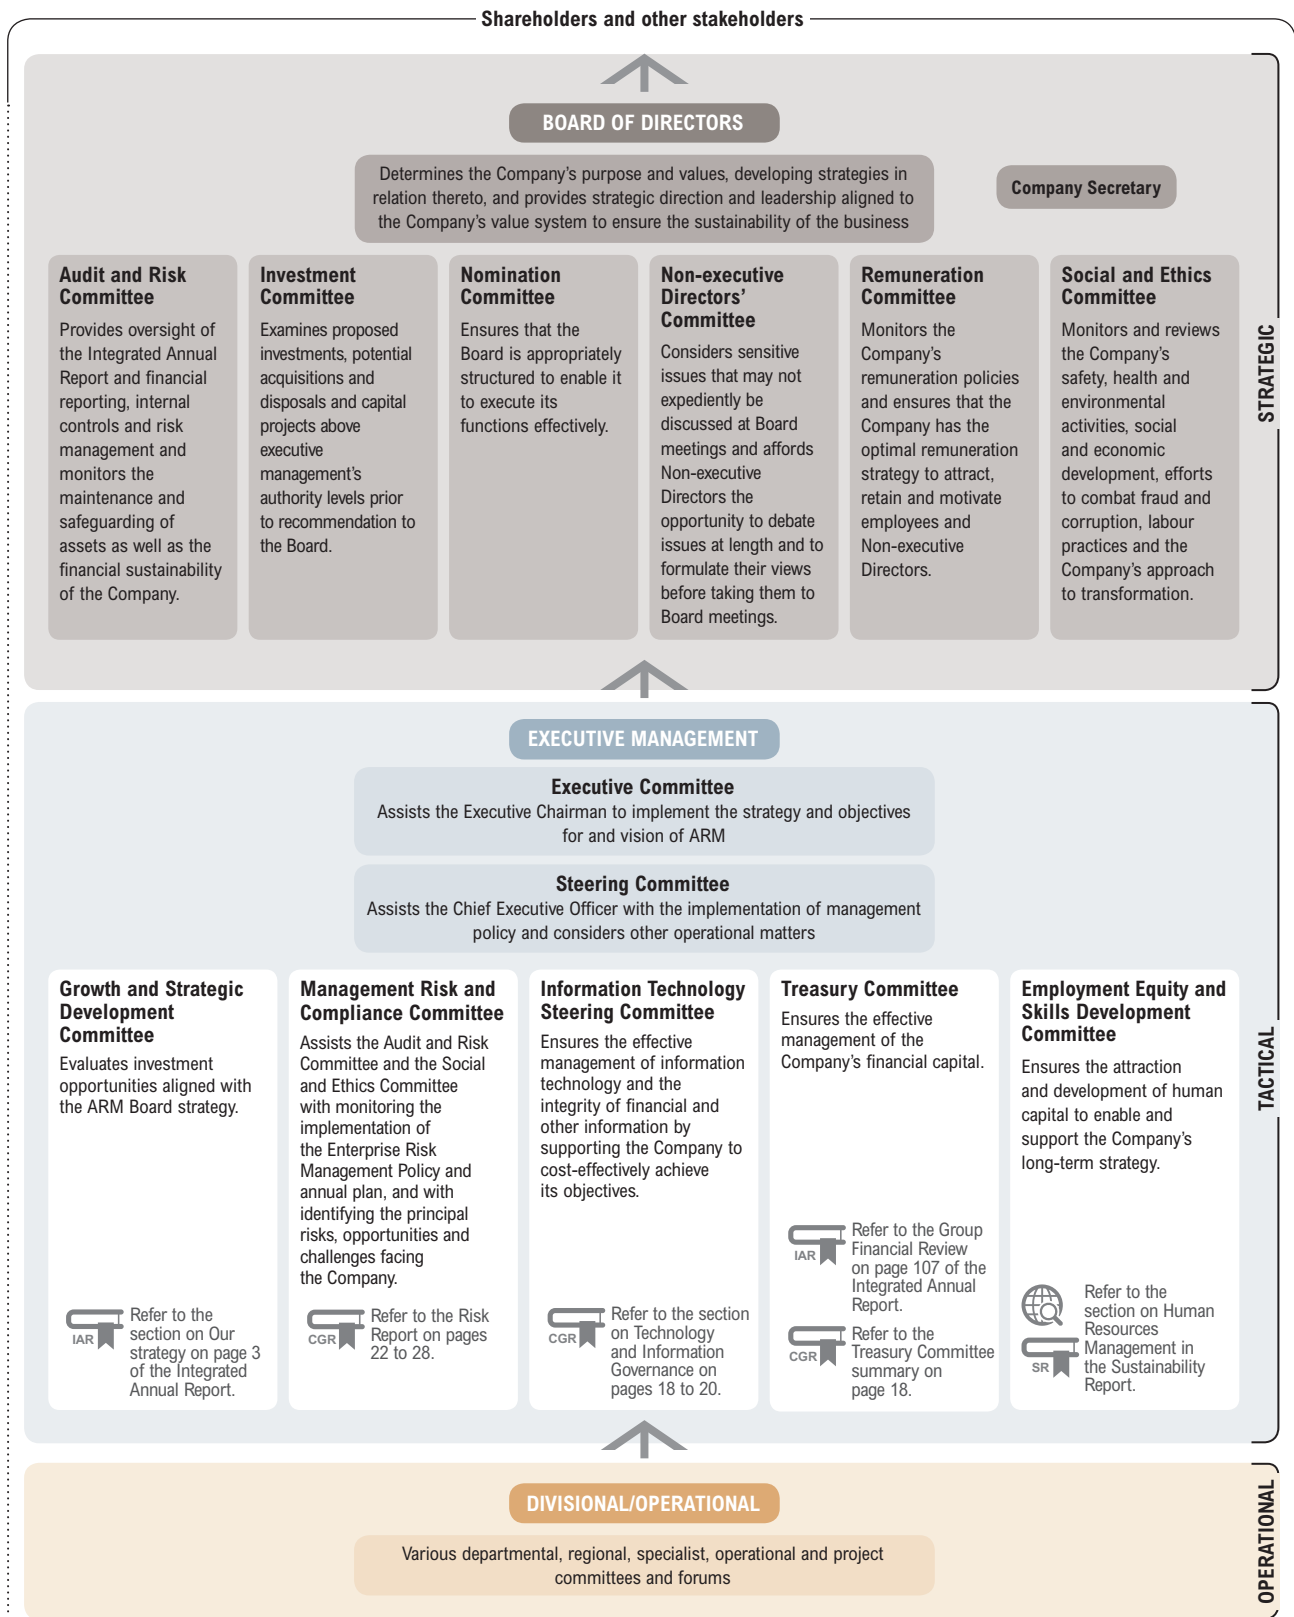 Shareholders and other stakeholders
BOARD OF DIRECTORS
Determines the Company's purpose and values, developing strategies in
relation thereto, and provides strategic direction and leadership aligned to
the Company's value system to ensure the sustainability of the business
Company Secretary
Audit and Risk
Committee
Provides oversight of
the Integrated Annual
Report and financial
reporting, internal
controls and risk
management and
monitors the
maintenance and
safeguarding of
assets as well as the
financial sustainability
of the Company.
Investment
Committee
Examines proposed
investments, potential
acquisitions and
disposals and capital
projects above
executive
management's
authority levels prior
to recommendation to
the Board.
Nomination
Committee
Ensures that the
Board is appropriately
structured to enable it
to execute its
functions effectively.
Non-executive
Directors'
Committee
Considers sensitive
issues that may not
expediently be
discussed at Board
meetings and affords
Non-executive
Directors the
opportunity to debate
issues at length and to
formulate their views
before taking them to
Board meetings.
Remuneration
Committee
Monitors the
Company's
remuneration policies
and ensures that the
Company has the
optimal remuneration
strategy to attract,
retain and motivate
employees and
Non-executive
Directors.
Social and Ethics
Committee
Monitors and reviews
the Company's
safety, health and
environmental
activities, social
and economic
development, efforts
to combat fraud and
corruption, labour
practices and the
Company's approach
to transformation.
STRATEGIC
EXECUTIVE MANAGEMENT
Executive Committee
Assists the Executive Chairman to implement the strategy and objectives
for and vision of ARM
Steering Committee
Assists the Chief Executive Officer with the implementation of management
policy and considers other operational matters
Growth and Strategic
Development
Committee
Evaluates investment
opportunities aligned with
the ARM Board strategy.
IAR
Refer to the
section on Our
strategy on page 3
of the Integrated
Annual Report.
Management Risk and
Compliance Committee
Assists the Audit and Risk
Committee and the Social
and Ethics Committee
with monitoring the
implementation of
the Enterprise Risk
Management Policy and
annual plan, and with
identifying the principal
risks, opportunities and
challenges facing
the Company.
CGR
Refer to the Risk
Report on pages
22 to 28.
Information Technology
Steering Committee
Ensures the effective
management of information
technology and the
integrity of financial and
other information by
supporting the Company to
cost-effectively achieve
its objectives.
CGR
Refer to the section
on Technology
and Information
Governance on
pages 18 to 20.
Treasury Committee
Ensures the effective
management of the
Company's financial capital.
IAR
Refer to the Group
Financial Review
on page 107 of the
Integrated Annual
Report.
CGR
Refer to the
Treasury Committee
summary on
page 18.
Employment Equity and
Skills Development
Committee
Ensures the attraction
and development of human
capital to enable and
support the Company's
long-term strategy.
SR
Refer to the
section on Human
Resources
Management in
the Sustainability
Report.
TACTICAL
DIVISIONAL/OPERATIONAL
Various departmental, regional, specialist, operational and project
committees and forums
OPERATIONAL